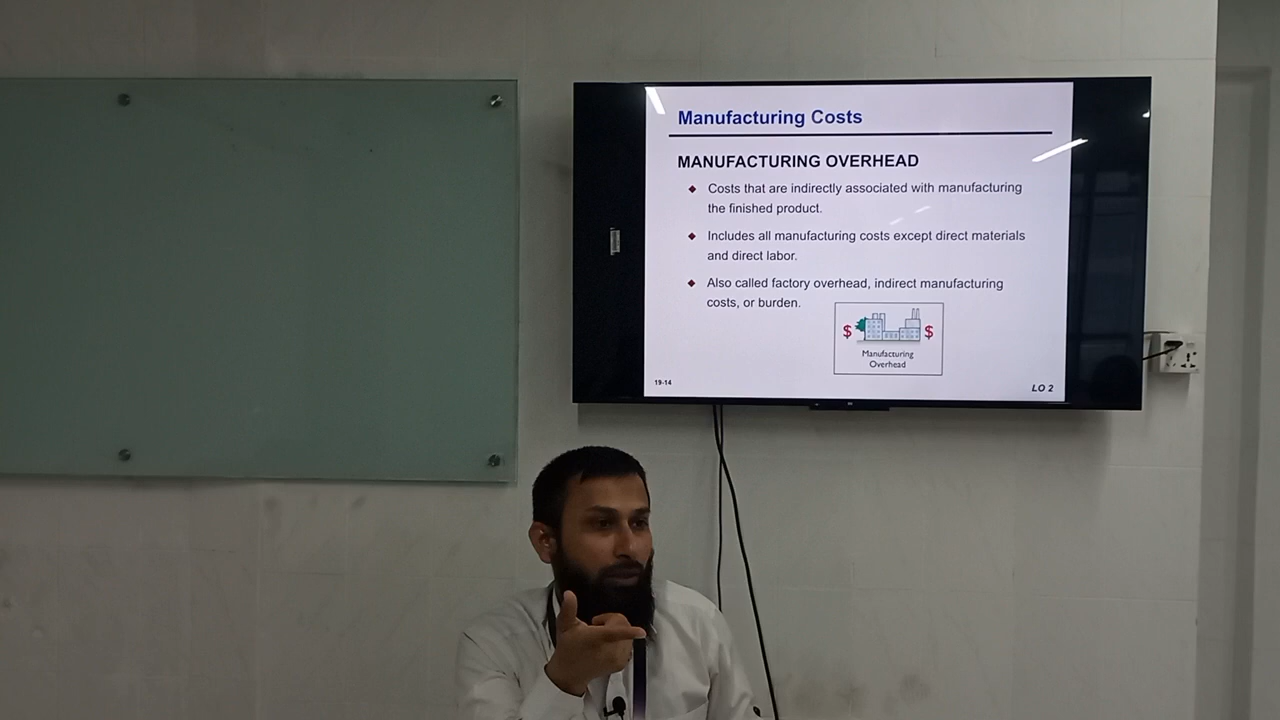 Manufacturing Costs
MANUFACTURING OVERHEAD
Costs that are indirectly associated with manufacturing
the finished product.
Includes all manufacturing costs except direct materials
and direct labor.
Also called factory overhead, indirect manufacturing
costs, or burden.
$ $
Manufacturing
Overhead
19-14
LO 2